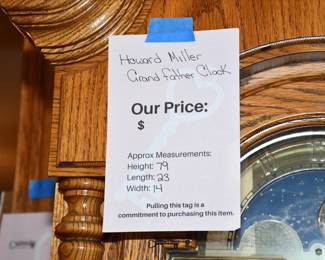 Howard Miller
Grand father Clock
Our Price:
$
Approx Measurements:
Height: 79
Length: 23
Width: 14
Pulling this tag is a
commitment to purchasing this item.